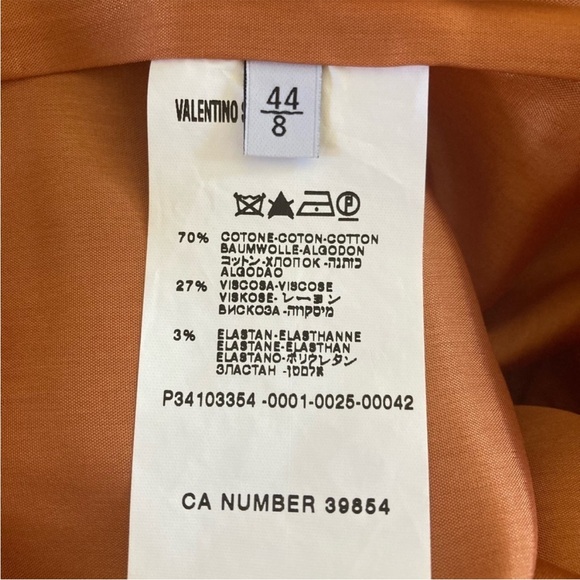 VALENTINO
44
8
P
70% COTONE-COTON-COTTON
BAUMWOLLE-ALGODON
コットン-ХЛОПОК-כותנה
ALGODAO
27% VISCOSA-VISCOSE
VISKOSE-レーヨン
ВИСКОЗА-מיסקוזה
3% ELASTAN-ELASTHANNE
ELASTANE-ELASTHAN
ELASTANO-ポリウレタン
ЭЛАСТАН-אלסטן
P34103354 -0001-0025-00042
CA NUMBER 39854